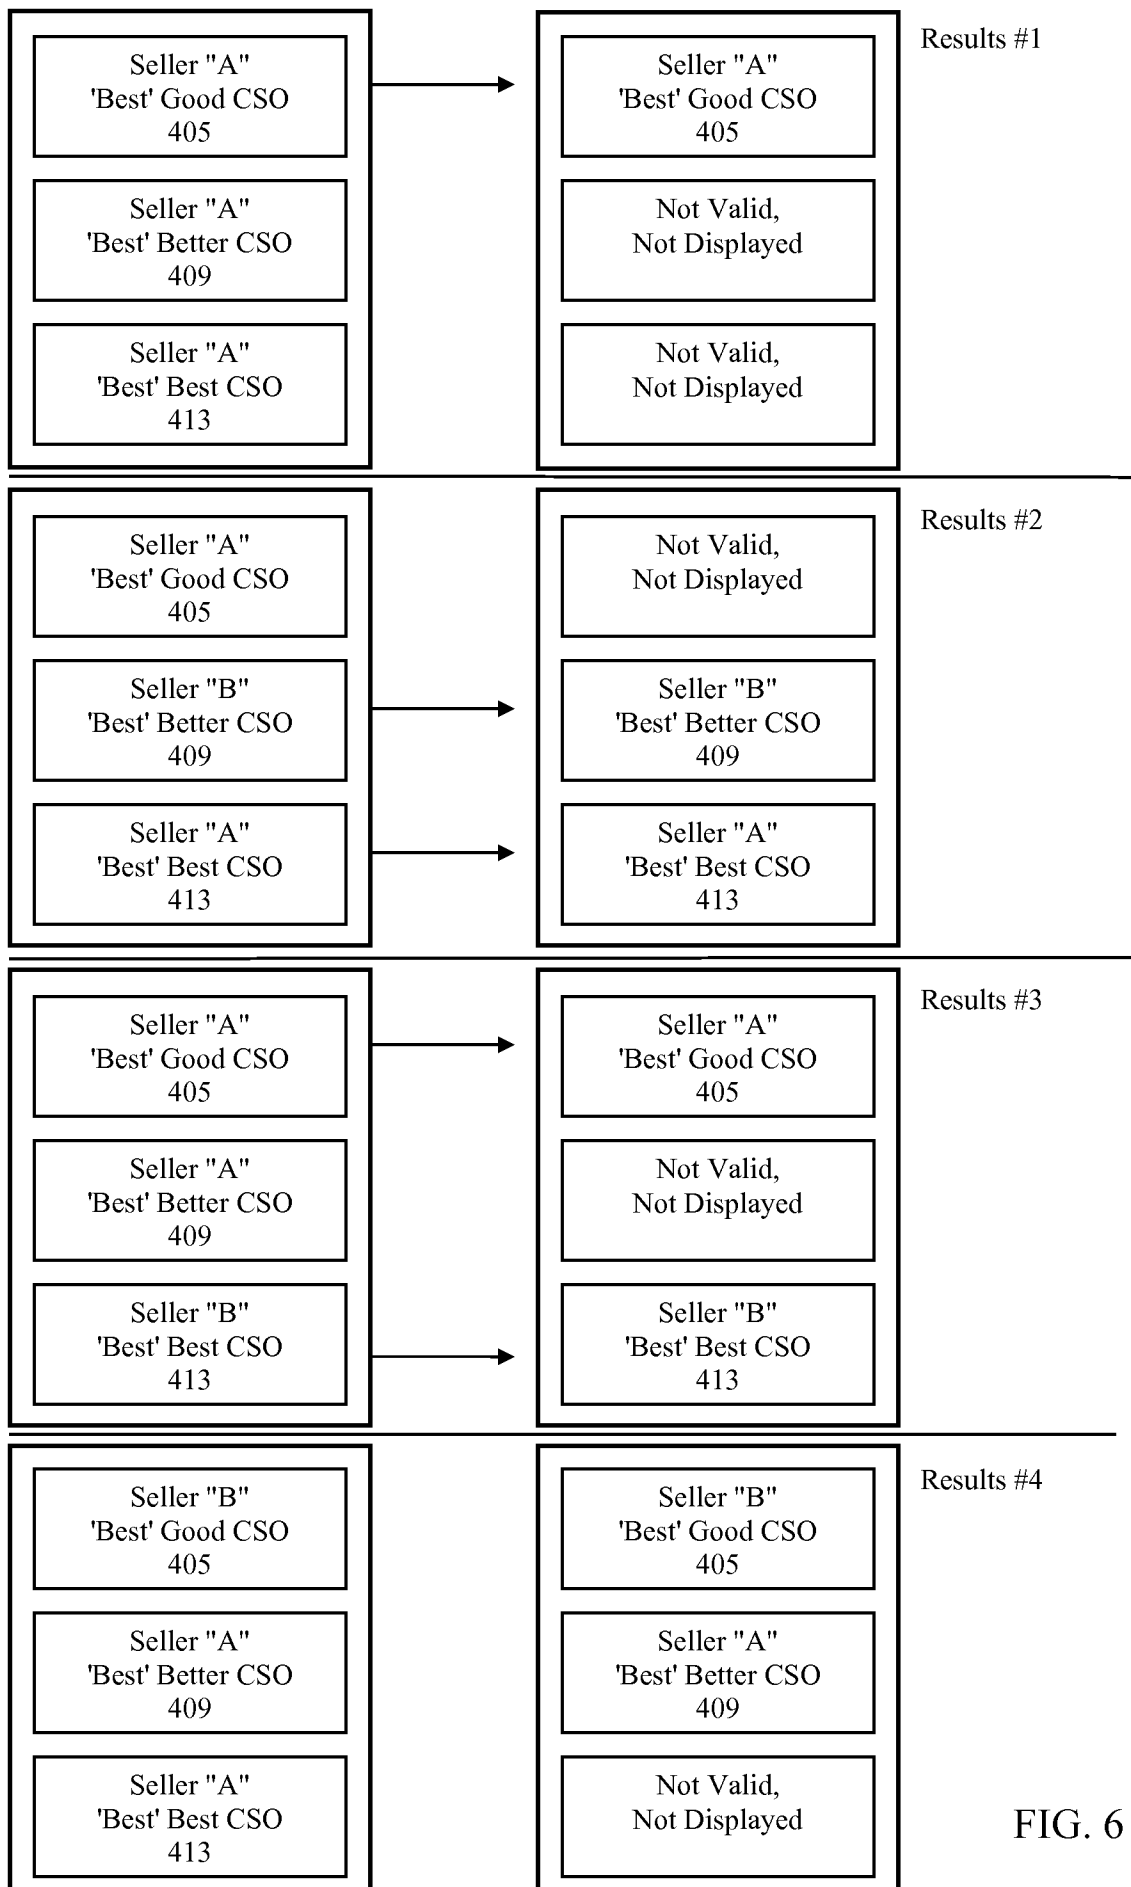 Results #1
Seller "A"
'Best' Good CSO
405
Seller "A"
'Best' Good CSO
405
Seller "A"
'Best' Better CSO
409
Not Valid,
Not Displayed
Seller "A"
'Best' Best CSO
413
Not Valid,
Not Displayed
Results #2
Seller "A"
'Best' Good CSO
405
Not Valid,
Not Displayed
Seller "B"
'Best' Better CSO
409
Seller "B"
'Best' Better CSO
409
Seller "A"
'Best' Best CSO
413
Seller "A"
'Best' Best CSO
413
Results #3
Seller "A"
'Best' Good CSO
405
Seller "A"
'Best' Good CSO
405
Seller "A"
'Best' Better CSO
409
Not Valid,
Not Displayed
Seller "B"
'Best' Best CSO
413
Seller "B"
'Best' Best CSO
413
Results #4
Seller "B"
'Best' Good CSO
405
Seller "B"
'Best' Good CSO
405
Seller "A"
'Best' Better CSO
409
Seller "A"
'Best' Better CSO
409
Seller "A"
'Best' Best CSO
413
Not Valid,
Not Displayed
FIG. 6